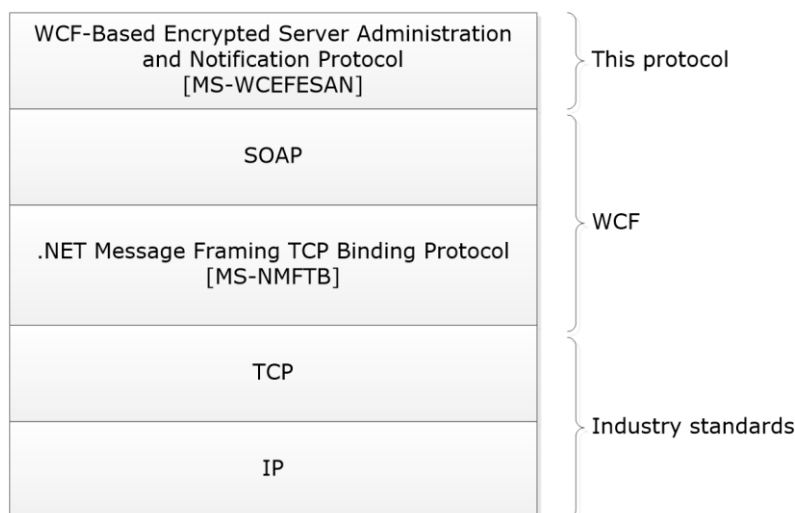 WCF-Based Encrypted Server Administration
and Notification Protocol
[MS-WCEFESAN]
This protocol
SOAP
WCF
.NET Message Framing TCP Binding Protocol
[MS-NMFTB]
TCP
Industry standards
IP